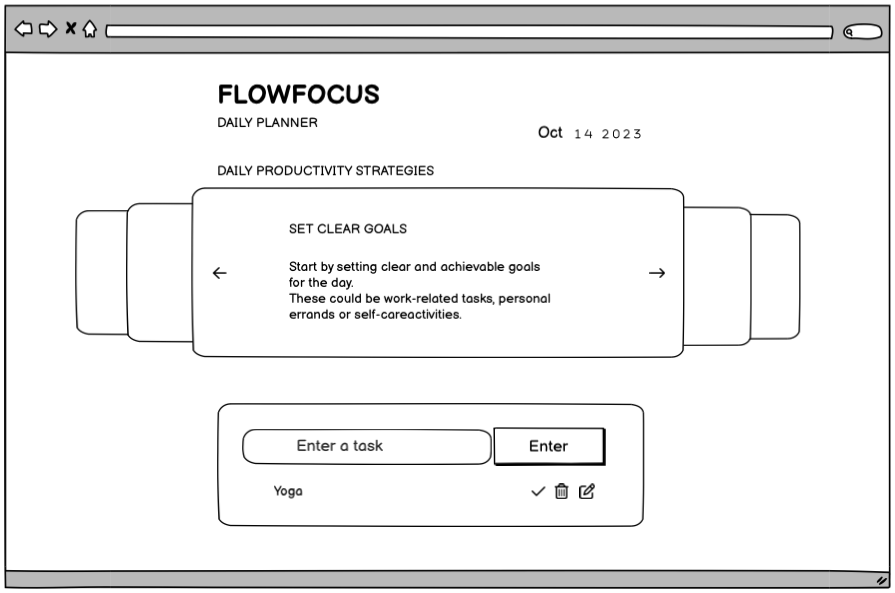 FLOWFOCUS
DAILY PLANNER
Oct 14 2023
DAILY PRODUCTIVITY STRATEGIES
SET CLEAR GOALS
Start by setting clear and achievable goals
for the day.
These could be work-related tasks, personal
errands or self-careactivities.
Enter a task
Enter
Yoga